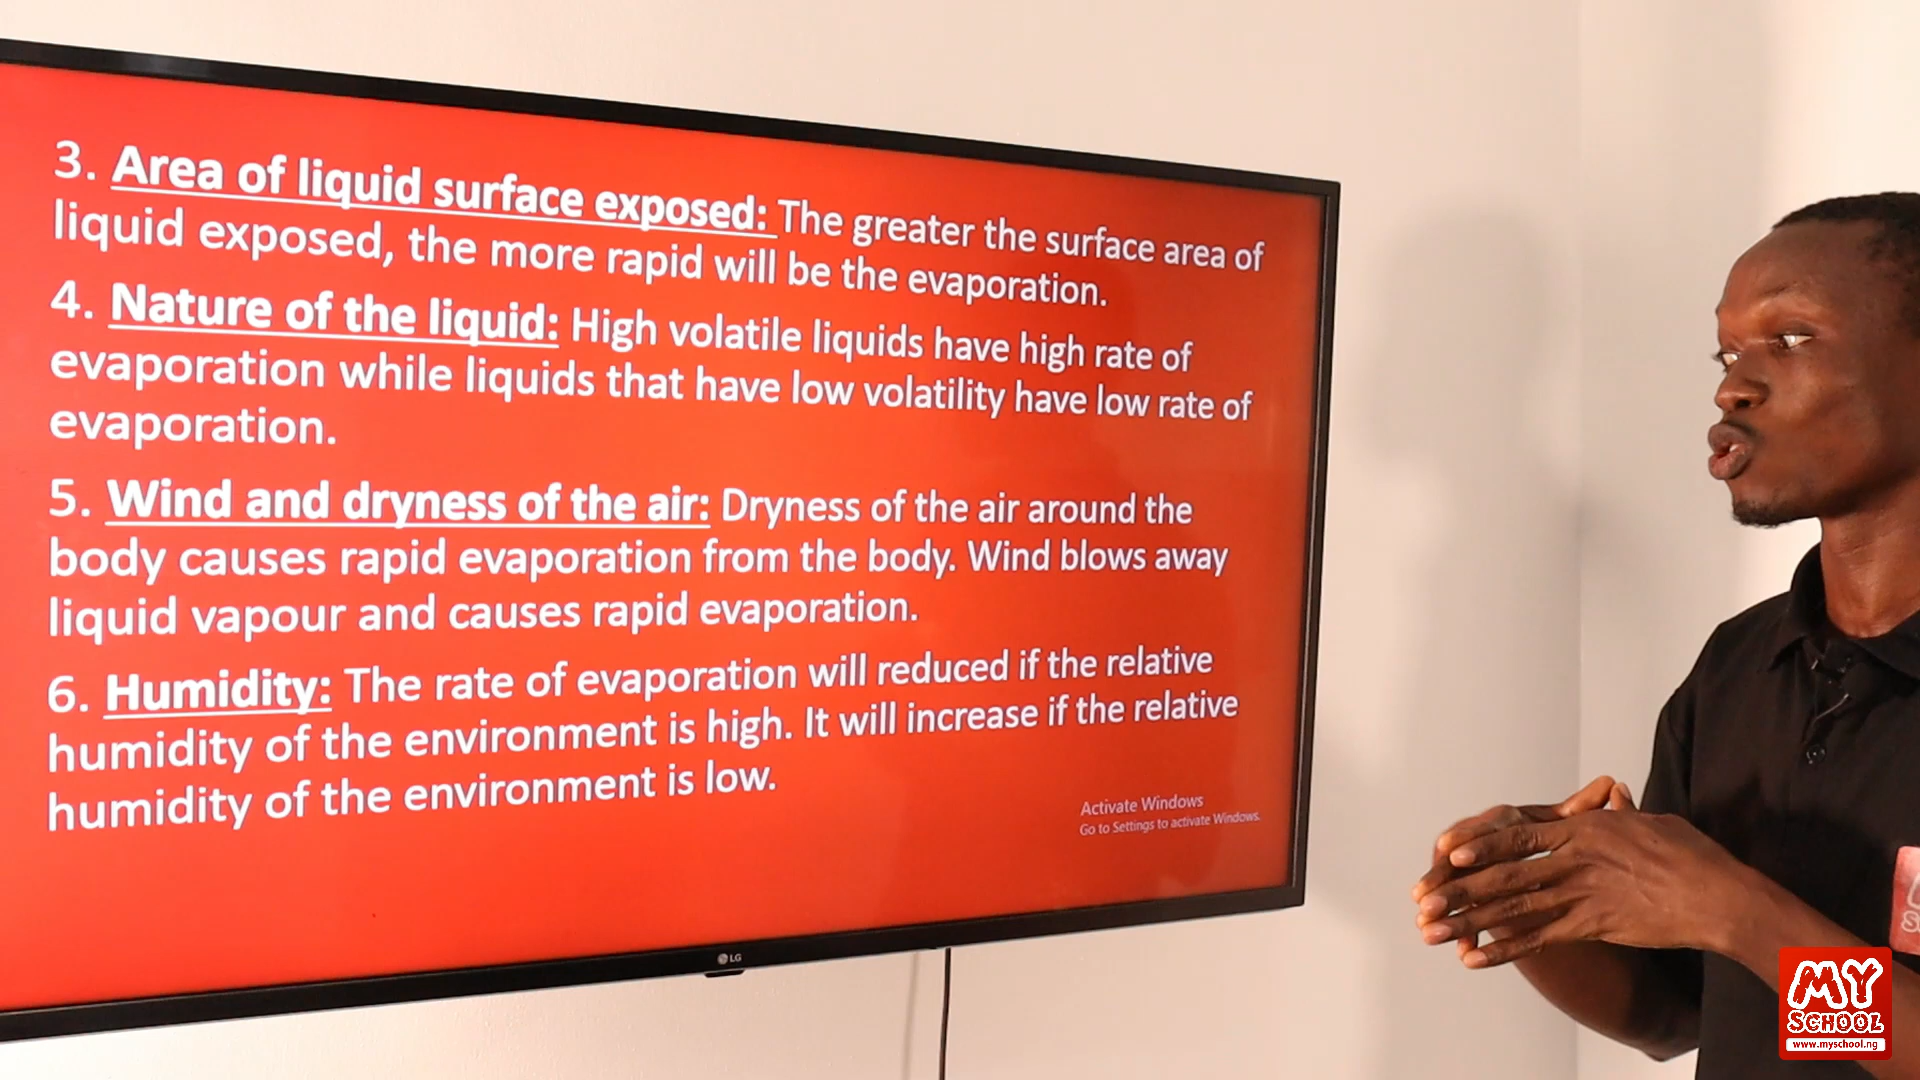 3. Area of liquid surface exposed: The greater the surface area of
liquid exposed, the more rapid will be the evaporation.
4. Nature of the liquid: High volatile liquids have high rate of
evaporation while liquids that have low volatility have low rate of
evaporation.
5. Wind and dryness of the air: Dryness of the air around the
body causes rapid evaporation from the body. Wind blows away
liquid vapour and causes rapid evaporation.
6. Humidity: The rate of evaporation will reduced if the relative
humidity of the environment is high. It will increase if the relative
humidity of the environment is low.
Activate Windows
Go to Settings to activate Windows.
LG
MY
SCHOOL
www.myschool.ng